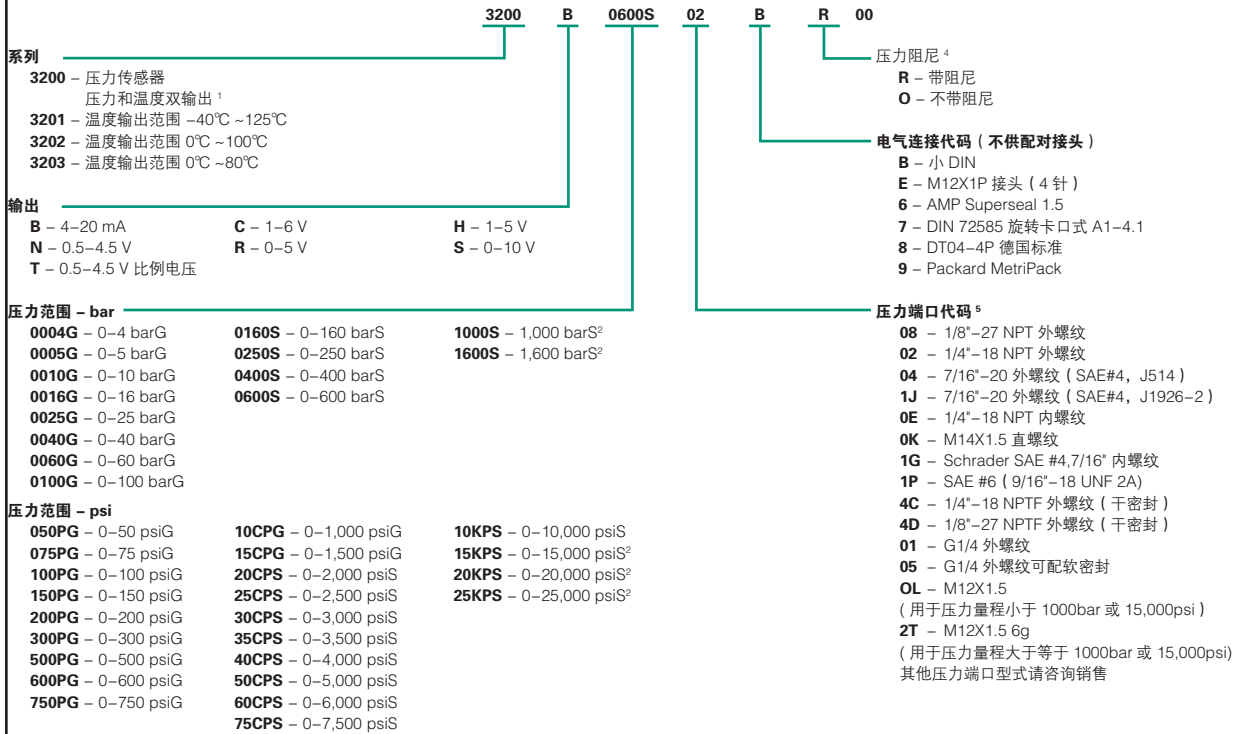 3200 B 0600S 02 B R 00
系列
3200 – 压力传感器
压力和温度双输出 1
3201 – 温度输出范围 –40℃ ~125℃
3202 – 温度输出范围 0℃ ~100℃
3203 – 温度输出范围 0℃ ~80℃
输出
B – 4–20 mA C – 1–6 V H – 1–5 V
N – 0.5–4.5 V R – 0–5 V S – 0–10 V
T – 0.5–4.5 V 比例电压
压力范围 – bar
0004G – 0–4 barG 0160S – 0–160 barS 1000S – 1,000 barS²
0005G – 0–5 barG 0250S – 0–250 barS 1600S – 1,600 barS²
0010G – 0–10 barG 0400S – 0–400 barS
0016G – 0–16 barG 0600S – 0–600 barS
0025G – 0–25 barG
0040G – 0–40 barG
0060G – 0–60 barG
0100G – 0–100 barG
压力范围 – psi
050PG – 0–50 psiG 10CPG – 0–1,000 psiG 10KPS – 0–10,000 psiS
075PG – 0–75 psiG 15CPG – 0–1,500 psiG 15KPS – 0–15,000 psiS²
100PG – 0–100 psiG 20CPS – 0–2,000 psiS 20KPS – 0–20,000 psiS²
150PG – 0–150 psiG 25CPS – 0–2,500 psiS 25KPS – 0–25,000 psiS²
200PG – 0–200 psiG 30CPS – 0–3,000 psiS
300PG – 0–300 psiG 35CPS – 0–3,500 psiS
500PG – 0–500 psiG 40CPS – 0–4,000 psiS
600PG – 0–600 psiG 50CPS – 0–5,000 psiS
750PG – 0–750 psiG 60CPS – 0–6,000 psiS
75CPS – 0–7,500 psiS
压力阻尼 4
R – 带阻尼
O – 不带阻尼
电气连接代码（不供配对接头）
B – 小 DIN
E – M12X1P 接头（4 针）
6 – AMP Superseal 1.5
7 – DIN 72585 旋转卡口式 A1–4.1
8 – DT04–4P 德国标准
9 – Packard MetriPack
压力端口代码 5
08 – 1/8"–27 NPT 外螺纹
02 – 1/4"–18 NPT 外螺纹
04 – 7/16"–20 外螺纹（SAE#4，J514）
1J – 7/16"–20 外螺纹（SAE#4，J1926–2）
0E – 1/4"–18 NPT 内螺纹
0K – M14X1.5 直螺纹
1G – Schrader SAE #4,7/16" 内螺纹
1P – SAE #6（9/16"–18 UNF 2A)
4C – 1/4"–18 NPTF 外螺纹（干密封）
4D – 1/8"–27 NPTF 外螺纹（干密封）
01 – G1/4 外螺纹
05 – G1/4 外螺纹可配软密封
OL – M12X1.5
(用于压力量程小于 1000bar 或 15,000psi）
2T – M12X1.5 6g
(用于压力量程大于等于 1000bar 或 15,000psi)
其他压力端口型式请咨询销售